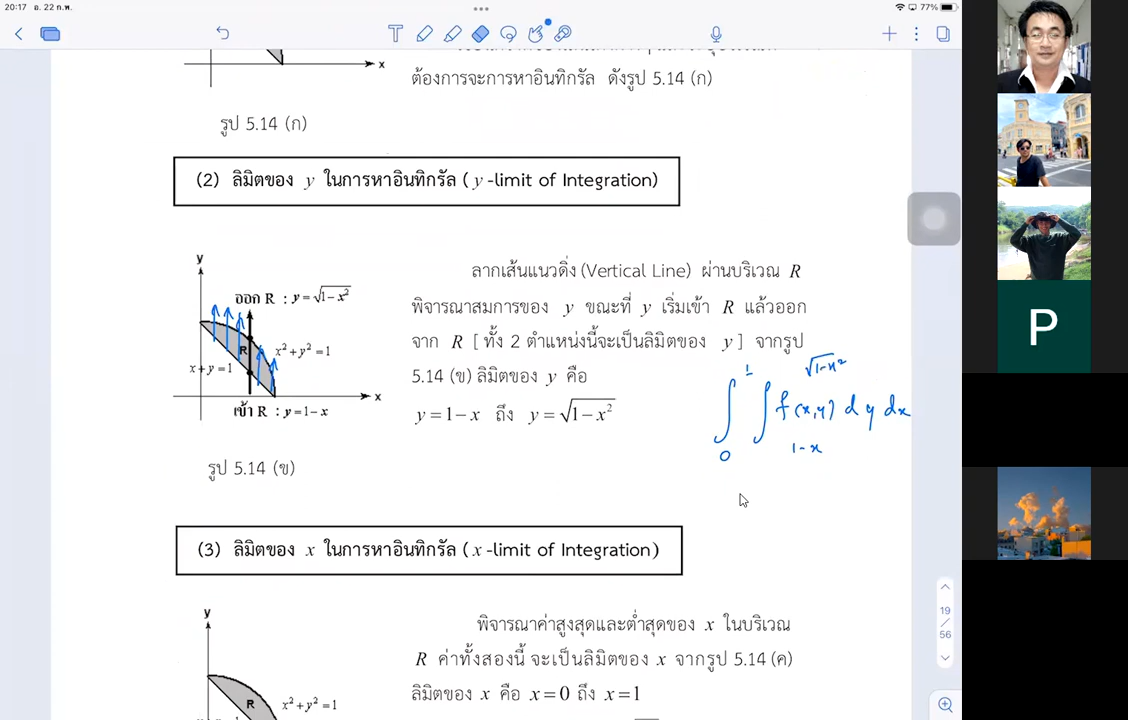 20:17 อ. 22 ก.พ.
77%
T
x
ต้องการจะการหาอินทิกรัล ดังรูป 5.14 (ก)
รูป 5.14 (ก)
(2) ลิมิตของ y ในการหาอินทิกรัล ( y -limit of Integration)
y
ออก R : y=√1-x²
R
x²+y²=1
x+y=1
x
เข้า R : y=1-x
รูป 5.14 (ข)
ลากเส้นแนวดิ่ง (Vertical Line) ผ่านบริเวณ R
พิจารณาสมการของ y ขณะที่ y เริ่มเข้า R แล้วออก
จาก R [ ทั้ง 2 ตำแหน่งนี้จะเป็นลิมิตของ y ] จากรูป
5.14 (ข) ลิมิตของ y คือ
y=1-x ถึง y=√1-x²
1 √1-x²
∫ ∫ f(x,y) dy dx
0 1-x
(3) ลิมิตของ x ในการหาอินทิกรัล ( x -limit of Integration)
y
x²+y²=1
R
พิจารณาค่าสูงสุดและต่ำสุดของ x ในบริเวณ
R ค่าทั้งสองนี้ จะเป็นลิมิตของ x จากรูป 5.14 (ค)
ลิมิตของ x คือ x=0 ถึง x=1
19
/
56
P